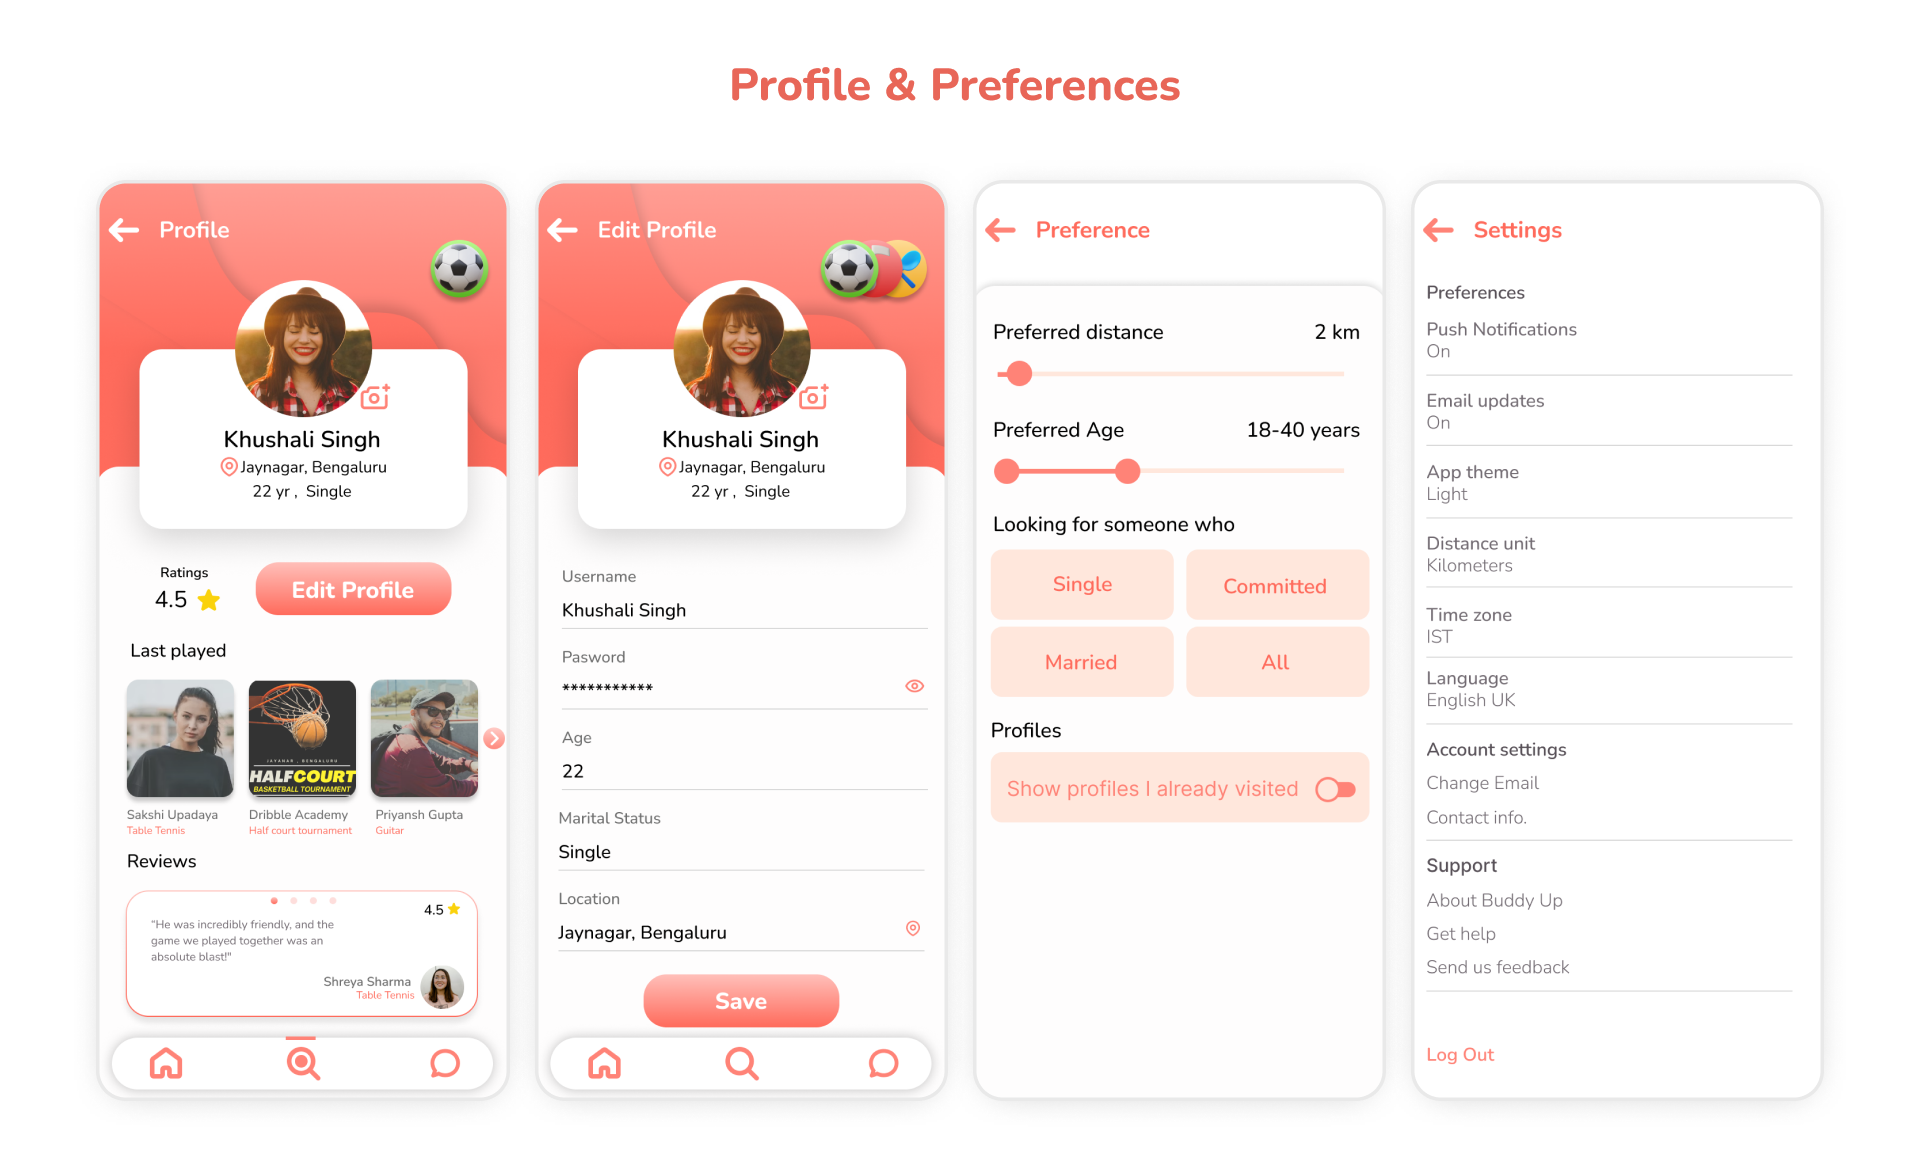 Profile & Preferences
Profile
Khushali Singh
Jaynagar, Bengaluru
22 yr , Single
Ratings
4.5
Edit Profile
Last played
JAYANAR , BENGALURU
HALFCOURT
BASKETBALL TOURNAMENT
Sakshi Upadaya
Table Tennis
Dribble Academy
Half court tournament
Priyansh Gupta
Guitar
Reviews
4.5
"He was incredibly friendly, and the
game we played together was an
absolute blast!"
Shreya Sharma
Table Tennis
Edit Profile
Khushali Singh
Jaynagar, Bengaluru
22 yr , Single
Username
Khushali Singh
Pasword
***********
Age
22
Marital Status
Single
Location
Jaynagar, Bengaluru
Save
Preference
Preferred distance
2 km
Preferred Age
18-40 years
Looking for someone who
Single
Committed
Married
All
Profiles
Show profiles I already visited
Settings
Preferences
Push Notifications
On
Email updates
On
App theme
Light
Distance unit
Kilometers
Time zone
IST
Language
English UK
Account settings
Change Email
Contact info.
Support
About Buddy Up
Get help
Send us feedback
Log Out